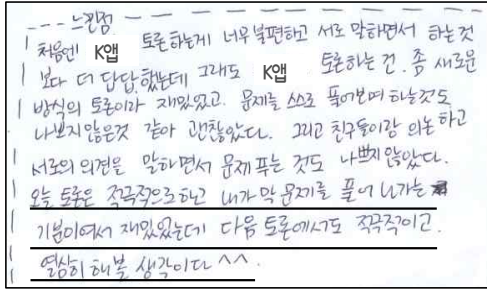 느낀점
처음엔 K앱 토론하는게 너무 불편하고 서로 말하면서 하는것
보다 더 답답했는데 그래도 K앱 토론하는건 좀 새로운
방식의 토론이라 재밌었고. 문제를 스스로 풀어보며 하는것도
나쁘지않은것 같아 괜찮았다. 그리고 친구들이랑 의논하고
서로의 의견을 말하면서 문제 푸는 것도 나쁘지 않았다.
오늘 토론은 적극적으로 하고 내가 막 문제를 풀어 나가는
기분이여서 재밌었는데 다음 토론에서도 적극적이고.
열심히 해볼 생각이다 ^^.